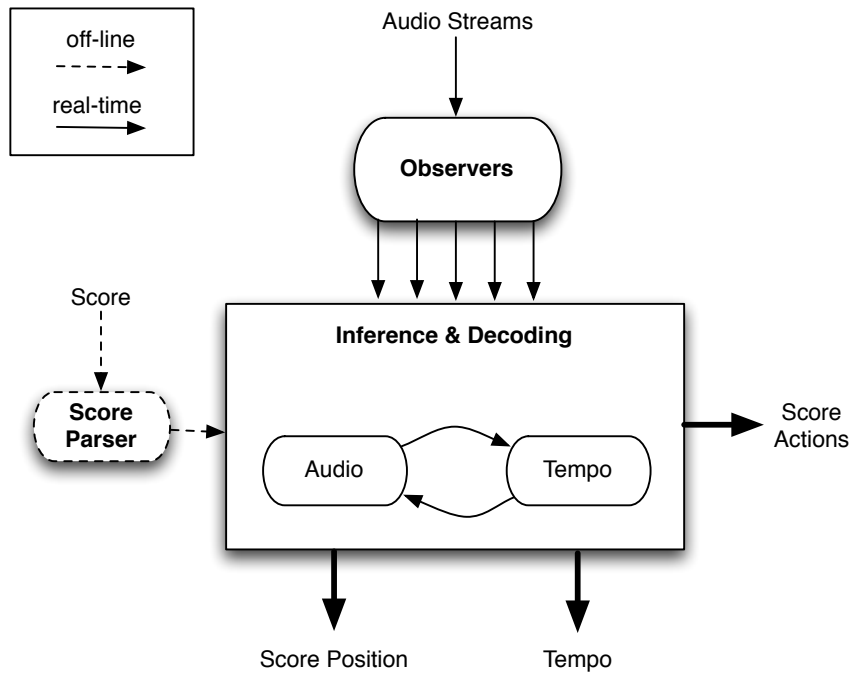 off-line
real-time
Audio Streams
Observers
Score
Inference & Decoding
Score
Parser
Audio
Tempo
Score
Actions
Score Position
Tempo